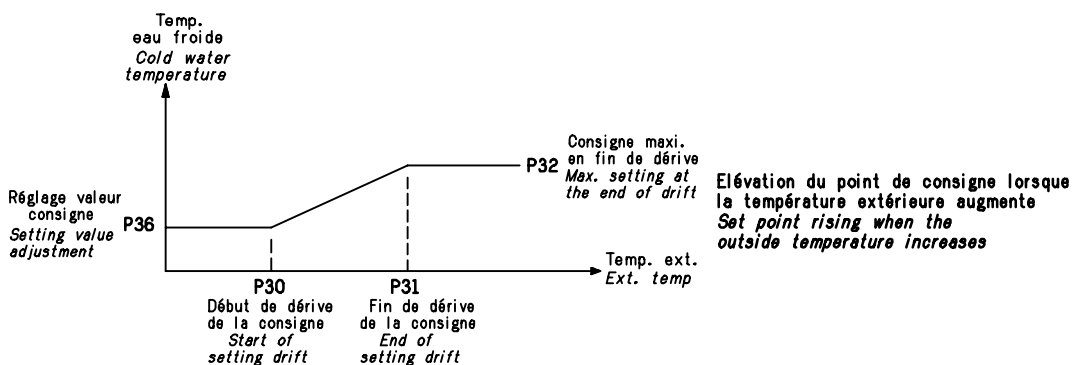 Temp.
eau froide
Cold water
temperature
Réglage valeur
consigne
Setting value
adjustment
P36
P32
Consigne maxi.
en fin de dérive
Max. setting at
the end of drift
Elévation du point de consigne lorsque
la température extérieure augmente
Set point rising when the
outside temperature increases
Temp. ext.
Ext. temp
P30
Début de dérive
de la consigne
Start of
setting drift
P31
Fin de dérive
de la consigne
End of
setting drift